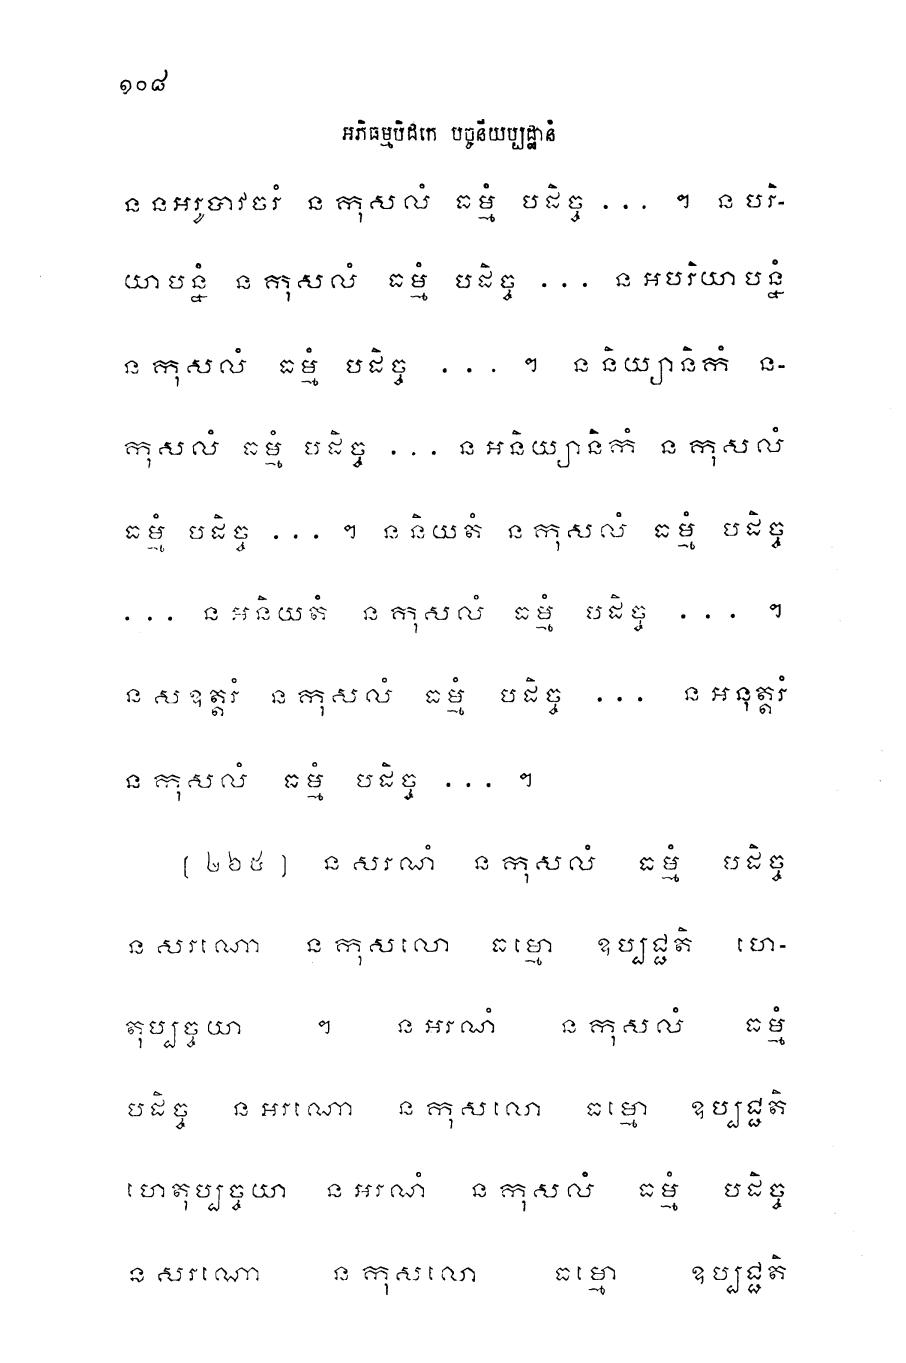 ១០៨
អភិធម្មបិដកេ បច្ចនីយប្បដ្ឋានំ
ន នអរូបាវចរំ ន កុសលំ ធម្មំ បដិច្ច ... ។ ន បរិ-
យាបន្នំ ន កុសលំ ធម្មំ បដិច្ច ... ន អបរិយាបន្នំ
ន កុសលំ ធម្មំ បដិច្ច ... ។ ន និយ្យានិកំ ន-
កុសលំ ធម្មំ បដិច្ច ... ន អនិយ្យានិកំ ន កុសលំ
ធម្មំ បដិច្ច ... ។ ន និយតំ ន កុសលំ ធម្មំ បដិច្ច
... ន អនិយតំ ន កុសលំ ធម្មំ បដិច្ច ... ។
ន សឧត្តរំ ន កុសលំ ធម្មំ បដិច្ច ... ន អនុត្តរំ
ន កុសលំ ធម្មំ បដិច្ច ... ។
[ ២៦៥ ] ន សរណំ ន កុសលំ ធម្មំ បដិច្ច
ន សរណោ ន កុសលោ ធម្មោ ឧប្បជ្ជតិ ហេ-
តុប្បច្ចយា ។ ន អរណំ ន កុសលំ ធម្មំ
បដិច្ច ន អរណោ ន កុសលោ ធម្មោ ឧប្បជ្ជតិ
ហេតុប្បច្ចយា ន អរណំ ន កុសលំ ធម្មំ បដិច្ច
ន សរណោ ន កុសលោ ធម្មោ ឧប្បជ្ជតិ